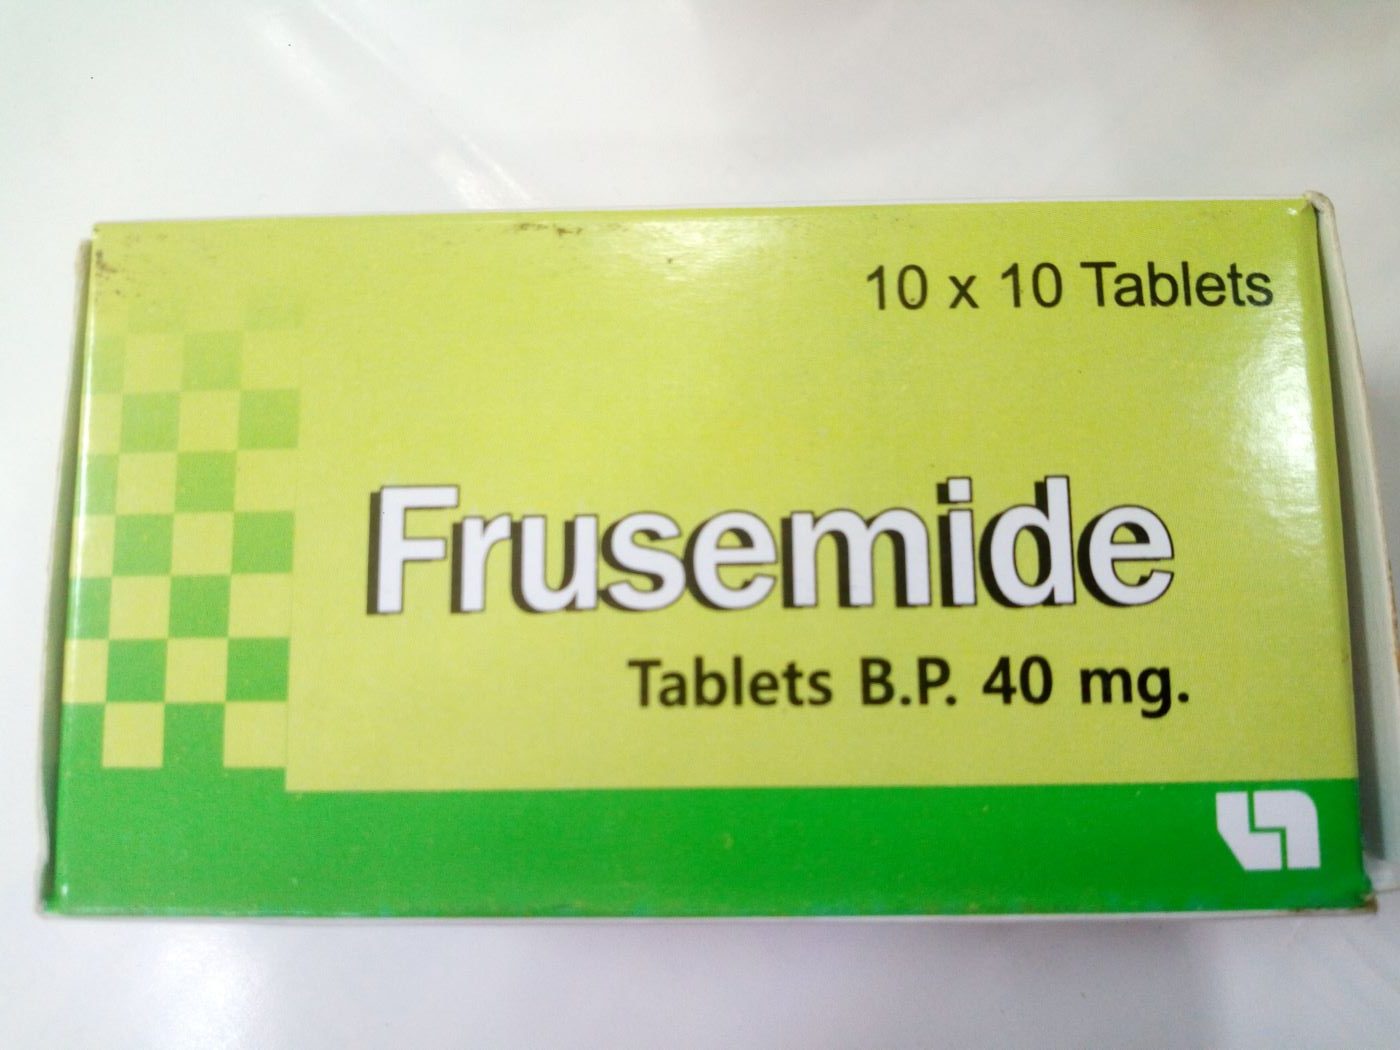 10 x 10 Tablets
Frusemide
Tablets B.P. 40 mg.